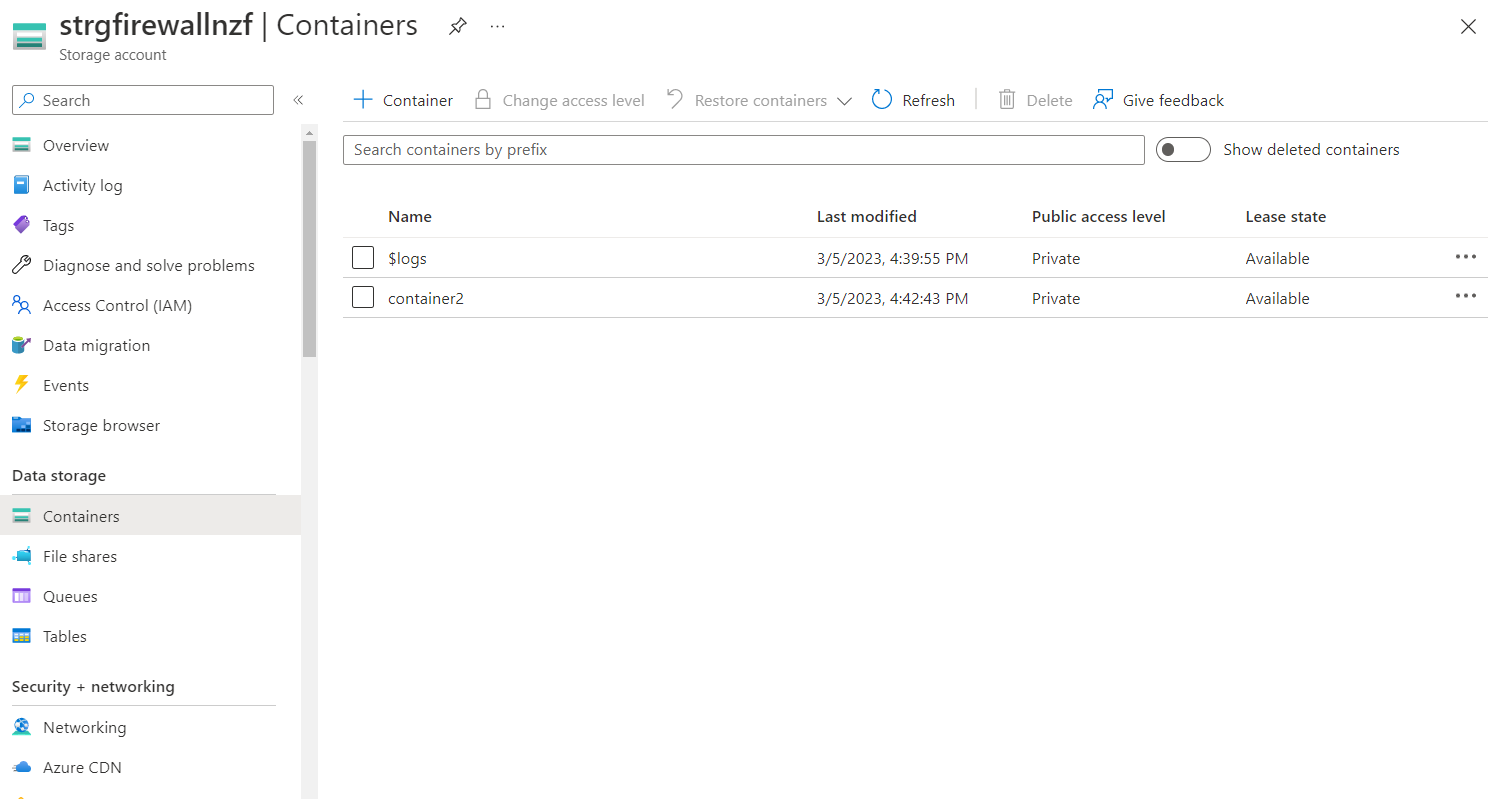 strgfirewallnzf | Containers
Storage account
Search
Overview
Activity log
Tags
Diagnose and solve problems
Access Control (IAM)
Data migration
Events
Storage browser
Data storage
Containers
File shares
Queues
Tables
Security + networking
Networking
Azure CDN
Container Change access level Restore containers Refresh Delete Give feedback
Search containers by prefix Show deleted containers
Name Last modified Public access level Lease state
$logs 3/5/2023, 4:39:55 PM Private Available
container2 3/5/2023, 4:42:43 PM Private Available